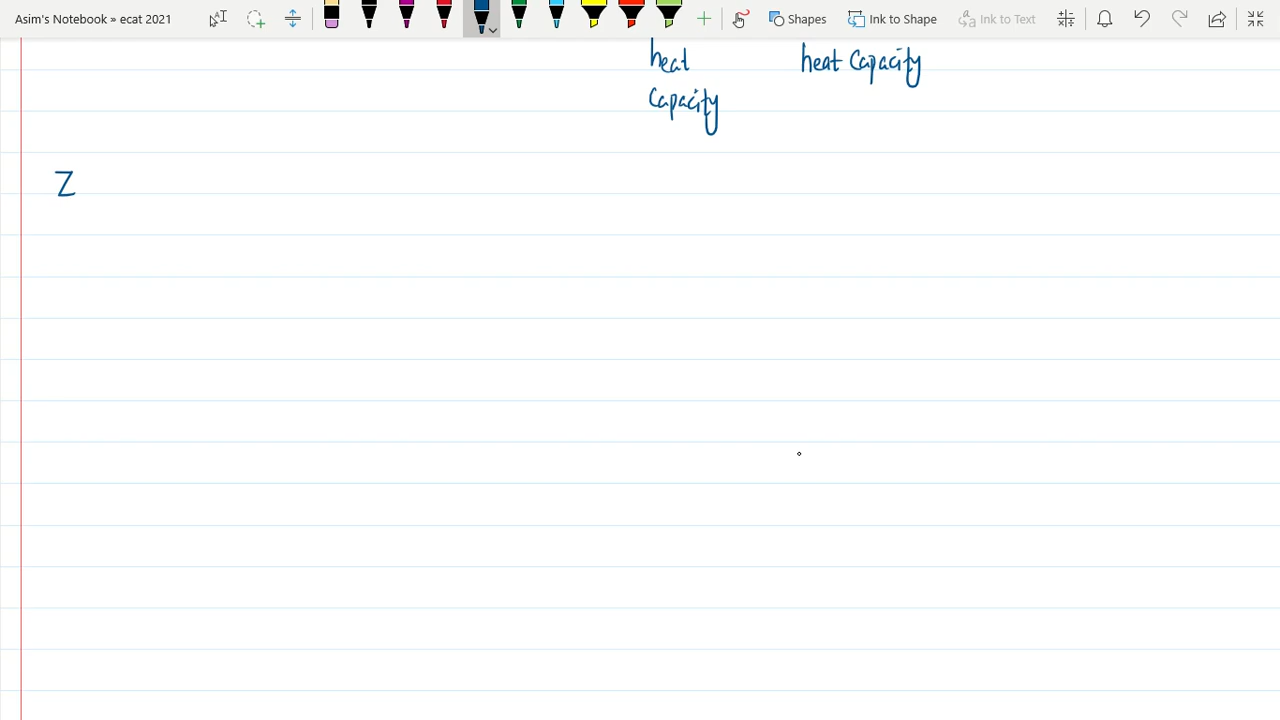 Asim's Notebook » ecat 2021
Shapes
Ink to Shape
Ink to Text
heat
Capacity
heat Capacity
Z